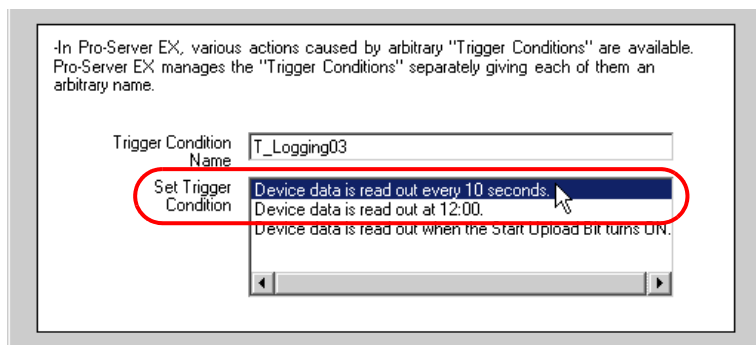 -In Pro-Server EX, various actions caused by arbitrary "Trigger Conditions" are available.
Pro-Server EX manages the "Trigger Conditions" separately giving each of them an
arbitrary name.
Trigger Condition Name
T_Logging03
Set Trigger Condition
Device data is read out every 10 seconds.
Device data is read out at 12:00.
Device data is read out when the Start Upload Bit turns ON.